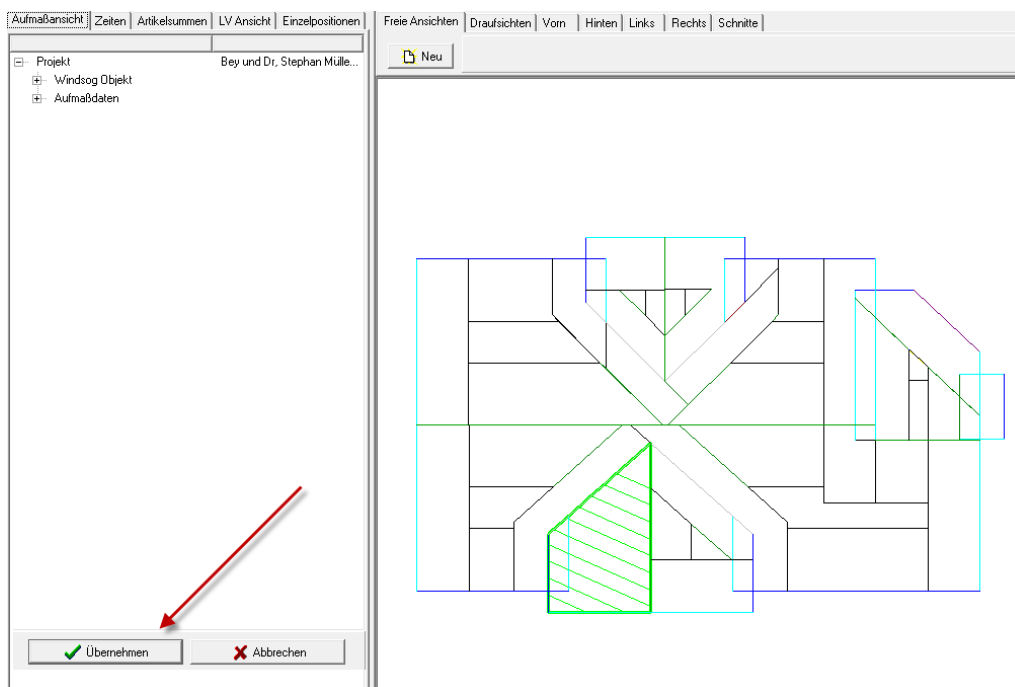 Aufmaßansicht Zeiten Artikelsummen LV Ansicht Einzelpositionen
Freie Ansichten Draufsichten Vorn Hinten Links Rechts Schnitte
Neu
Projekt Bey und Dr, Stephan Mülle...
Windsog Objekt
Aufmaßdaten
Übernehmen Abbrechen